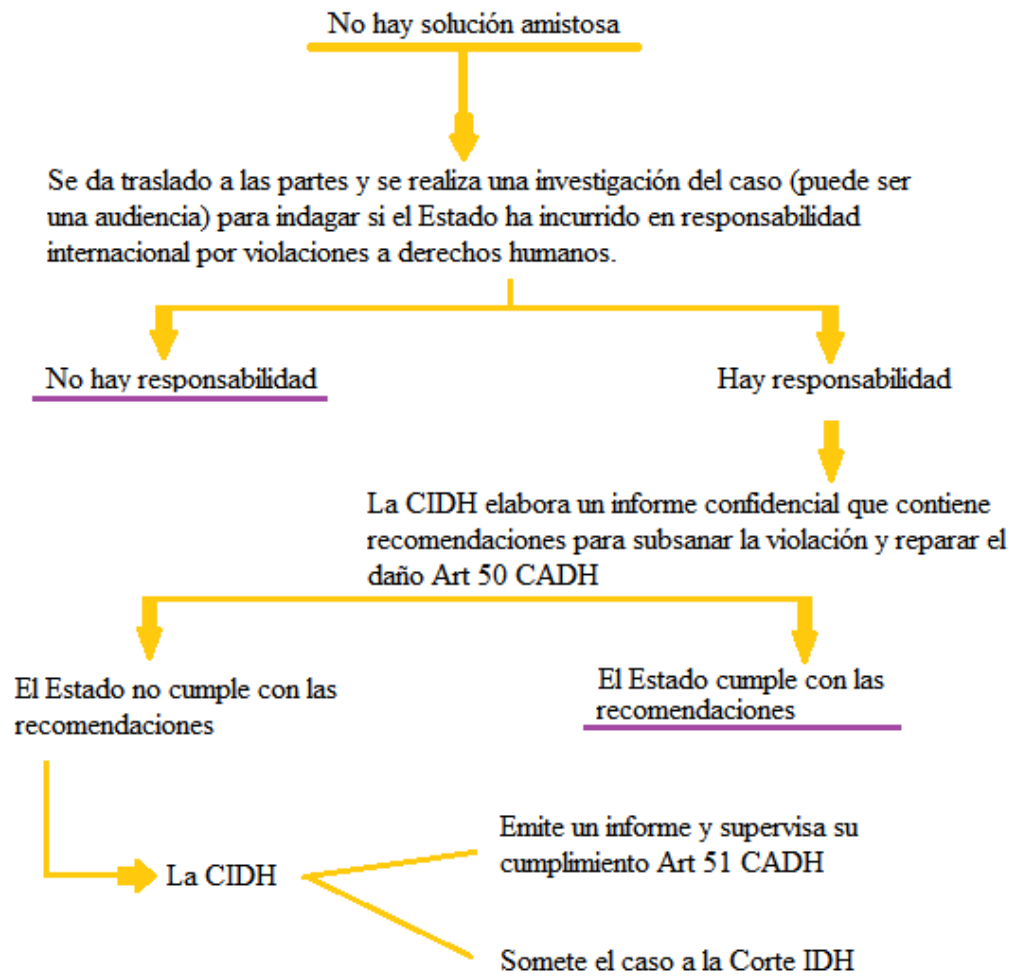 No hay solución amistosa
Se da traslado a las partes y se realiza una investigación del caso (puede ser
una audiencia) para indagar si el Estado ha incurrido en responsabilidad
internacional por violaciones a derechos humanos.
No hay responsabilidad
Hay responsabilidad
La CIDH elabora un informe confidencial que contiene
recomendaciones para subsanar la violación y reparar el
daño Art 50 CADH
El Estado no cumple con las
recomendaciones
El Estado cumple con las
recomendaciones
La CIDH
Emite un informe y supervisa su
cumplimiento Art 51 CADH
Somete el caso a la Corte IDH